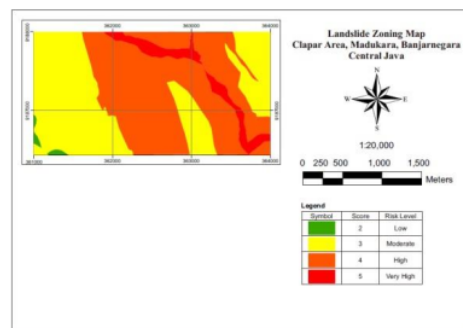 Landslide Zoning Map
Clapar Area, Madukara, Banjarnegara
Central Java
N
W E
S
1:20,000
0 250 500 1,000 1,500
Meters
Legend
Symbol Score Risk Level
2 Low
3 Moderate
4 High
5 Very High
362000 363000 364000
361000 362000 363000 364000